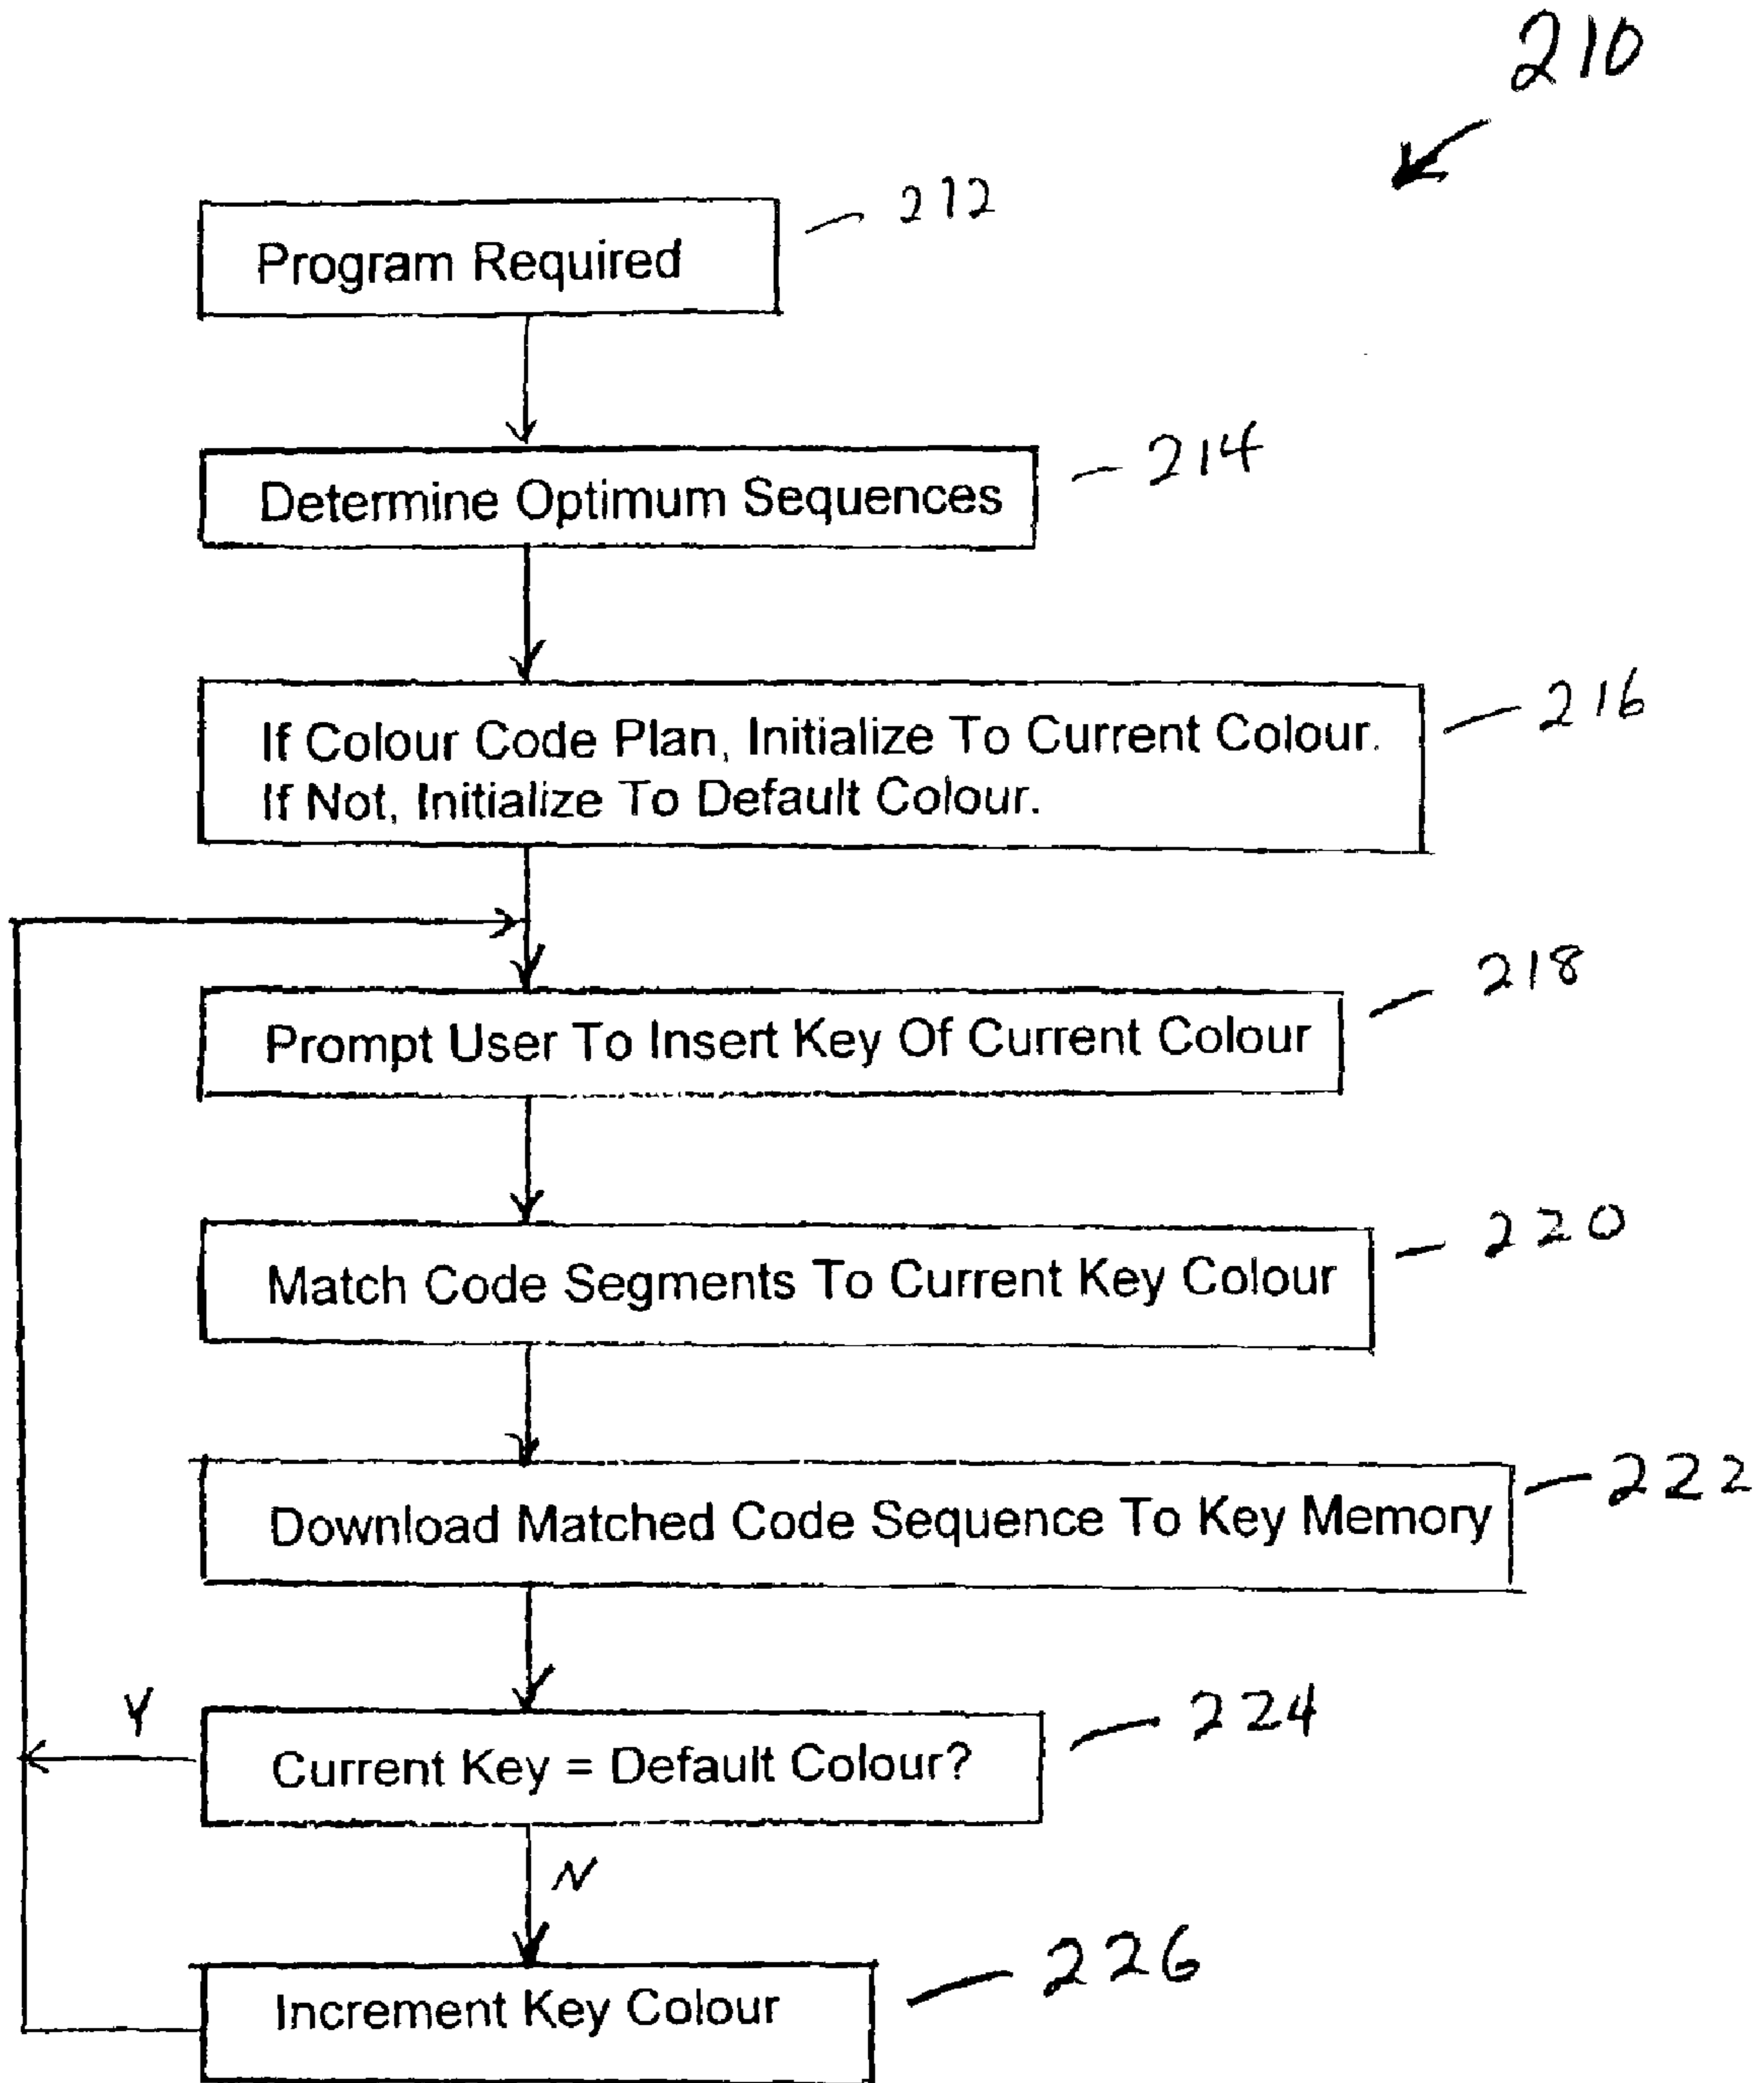 210
Program Required
212
Determine Optimum Sequences
214
If Colour Code Plan, Initialize To Current Colour.
216
If Not, Initialize To Default Colour.
Prompt User To Insert Key Of Current Colour
218
Match Code Segments To Current Key Colour
220
Download Matched Code Sequence To Key Memory
222
Y
Current Key = Default Colour?
224
N
Increment Key Colour
226